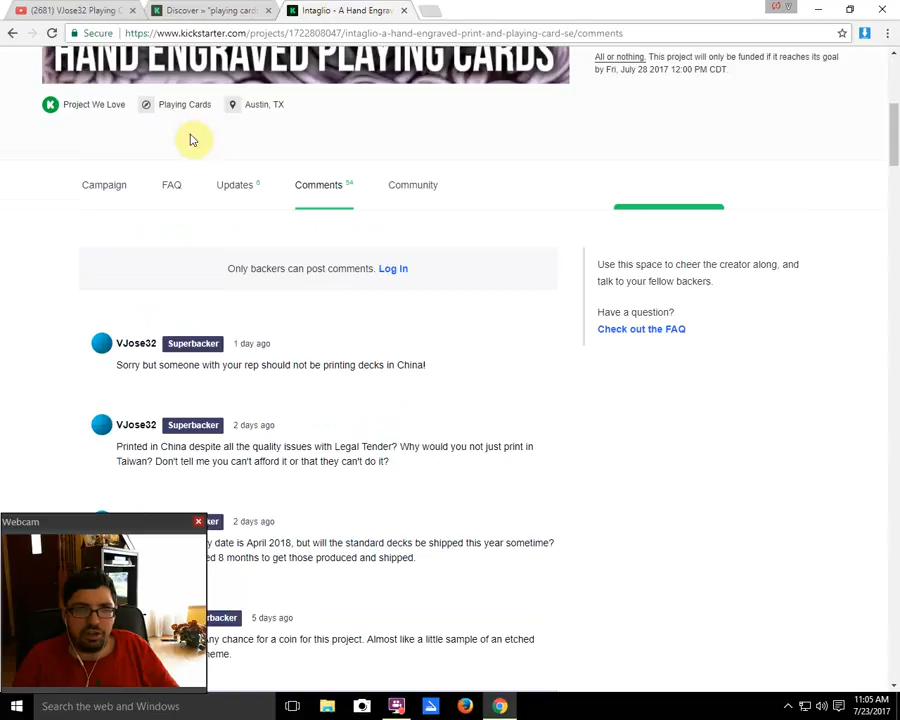 (2681) VJose32 Playing C
Discover » "playing card
Intaglio - A Hand Engrav
Secure
https://www.kickstarter.com/projects/1722808047/intaglio-a-hand-engraved-print-and-playing-card-se/comments
HAND ENGRAVED PLAYING CARDS
All or nothing. This project will only be funded if it reaches its goal
by Fri, July 28 2017 12:00 PM CDT.
Project We Love
Playing Cards
Austin, TX
Campaign
FAQ
Updates 6
Comments 54
Community
Only backers can post comments. Log In
Use this space to cheer the creator along, and
talk to your fellow backers.
Have a question?
Check out the FAQ
VJose32 Superbacker 1 day ago
Sorry but someone with your rep should not be printing decks in China!
VJose32 Superbacker 2 days ago
Printed in China despite all the quality issues with Legal Tender? Why would you not just print in
Taiwan? Don't tell me you can't afford it or that they can't do it?
2 days ago
date is April 2018, but will the standard decks be shipped this year sometime?
8 months to get those produced and shipped.
5 days ago
chance for a coin for this project. Almost like a little sample of an etched
Webcam
Search the web and Windows
11:05 AM
7/23/2017